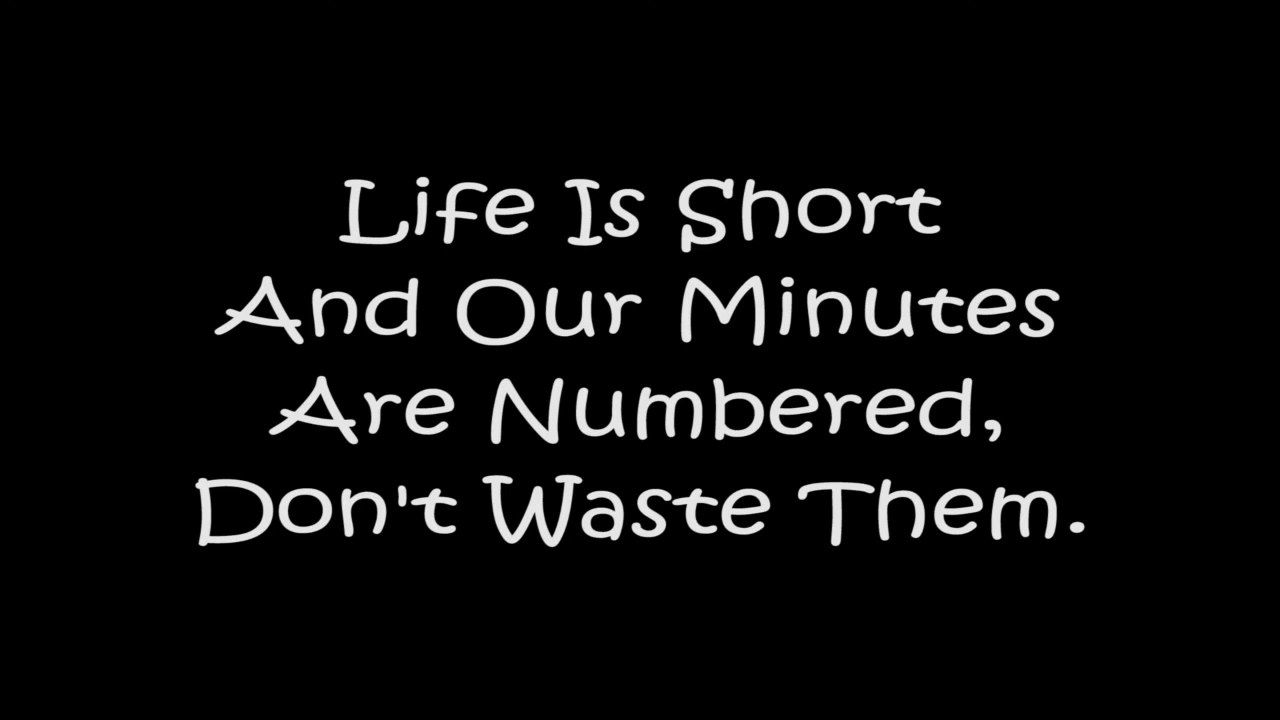 Life Is Short
And Our Minutes
Are Numbered,
Don't Waste Them.